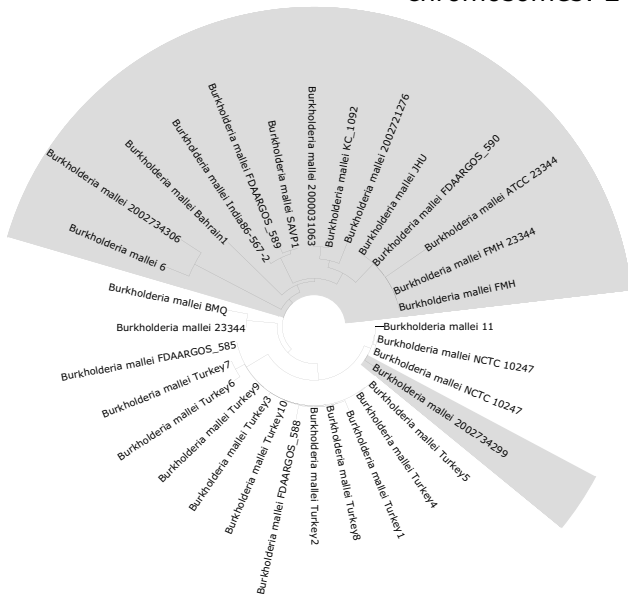 Burkholderia mallei 6
Burkholderia mallei 2002734306
Burkholderia mallei Bahrain1
Burkholderia mallei India86-567-2
Burkholderia mallei FDAARGOS_589
Burkholderia mallei SAVP1
Burkholderia mallei 2000031063
Burkholderia mallei KC_1092
Burkholderia mallei 2002721276
Burkholderia mallei JHU
Burkholderia mallei FDAARGOS_590
Burkholderia mallei ATCC 23344
Burkholderia mallei FMH 23344
Burkholderia mallei FMH
Burkholderia mallei 11
Burkholderia mallei NCTC 10247
Burkholderia mallei NCTC 10247
Burkholderia mallei 2002734299
Burkholderia mallei Turkey5
Burkholderia mallei Turkey4
Burkholderia mallei Turkey1
Burkholderia mallei Turkey8
Burkholderia mallei Turkey2
Burkholderia mallei FDAARGOS_588
Burkholderia mallei Turkey10
Burkholderia mallei Turkey3
Burkholderia mallei Turkey9
Burkholderia mallei Turkey6
Burkholderia mallei Turkey7
Burkholderia mallei FDAARGOS_585
Burkholderia mallei 23344
Burkholderia mallei BMQ